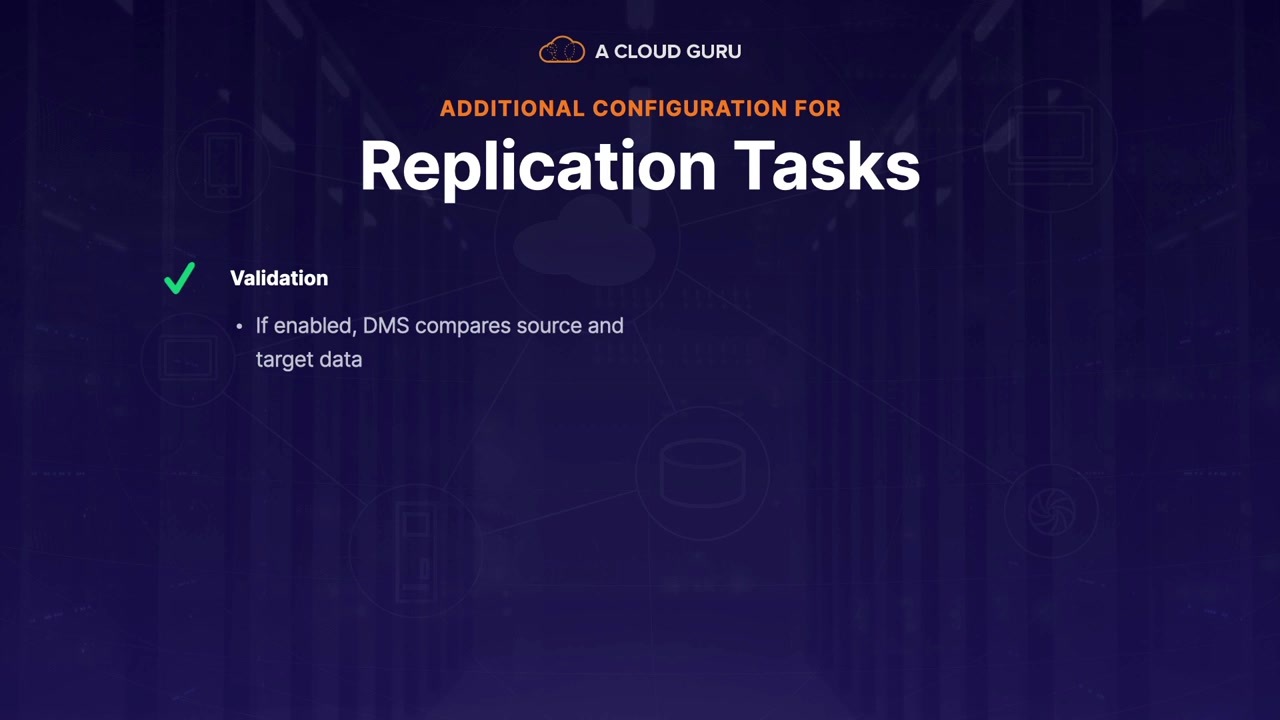 A CLOUD GURU
ADDITIONAL CONFIGURATION FOR
Replication Tasks
Validation
• If enabled, DMS compares source and
target data